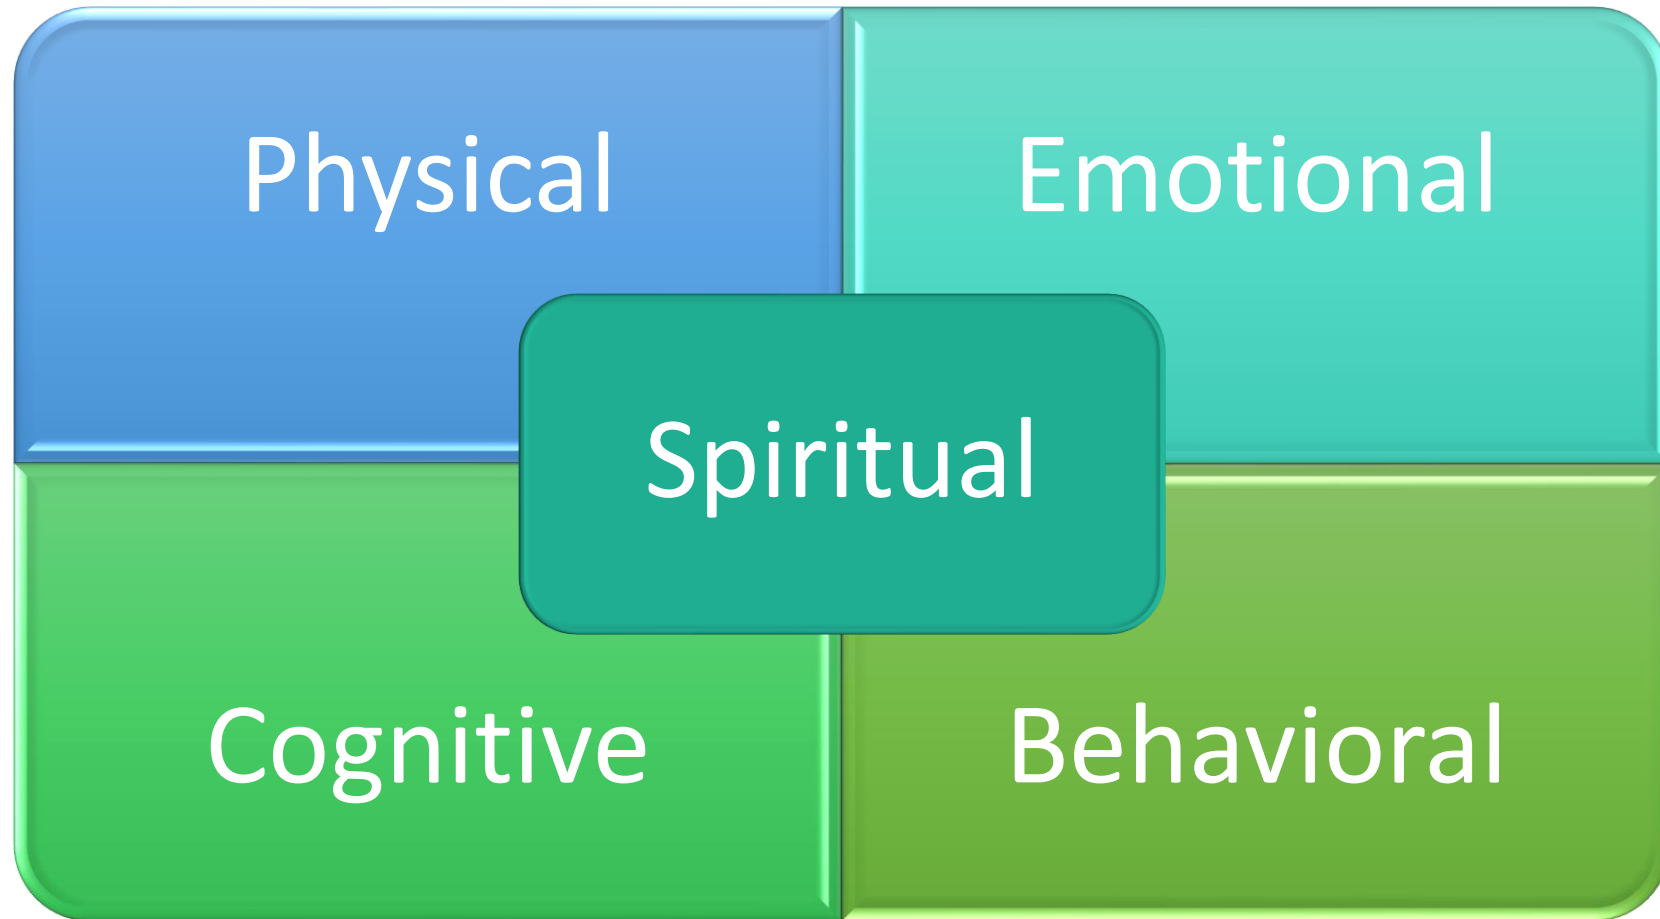 Physical
Emotional
Spiritual
Cognitive
Behavioral